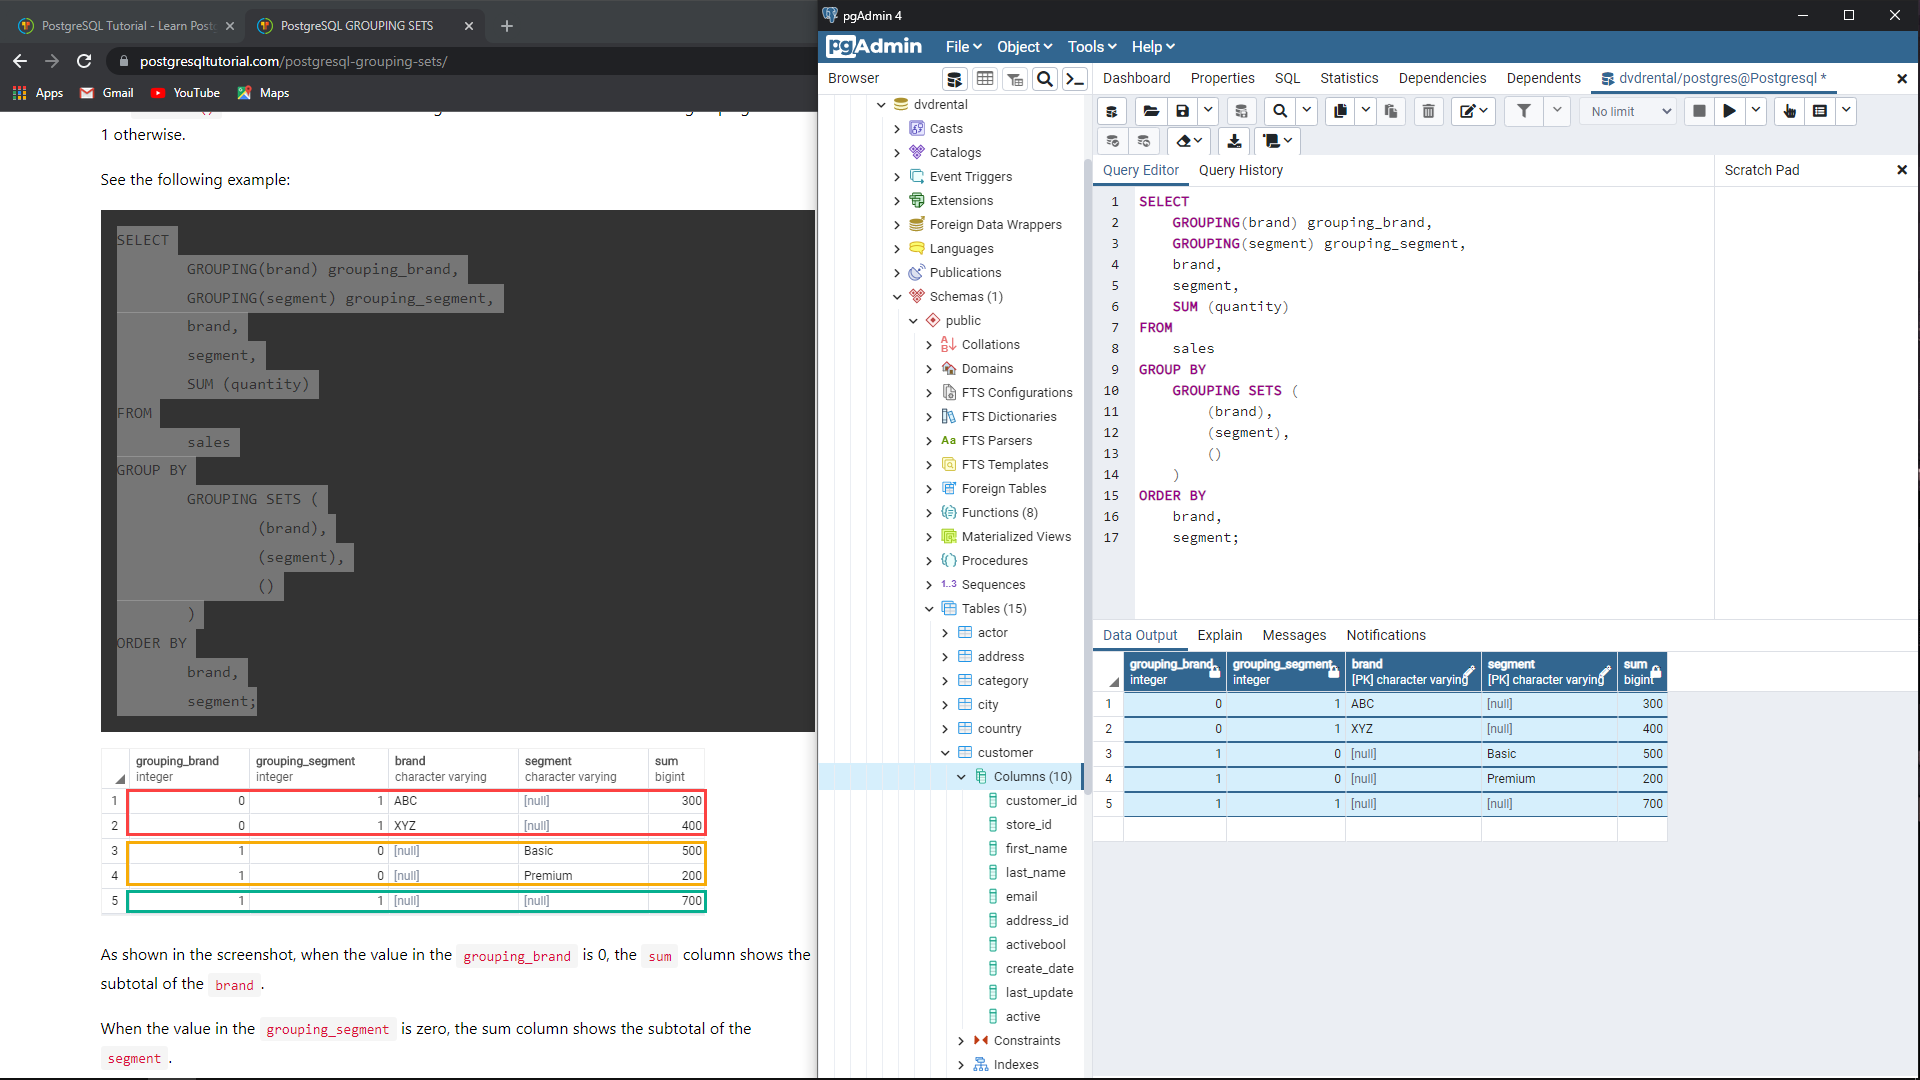 PostgreSQL Tutorial - Learn Post
PostgreSQL GROUPING SETS
postgresqltutorial.com/postgresql-grouping-sets/
Apps
Gmail
YouTube
Maps
1 otherwise.
See the following example:
SELECT
GROUPING(brand) grouping_brand,
GROUPING(segment) grouping_segment,
brand,
segment,
SUM (quantity)
FROM
sales
GROUP BY
GROUPING SETS (
(brand),
(segment),
()
)
ORDER BY
brand,
segment;
grouping_brand grouping_segment brand segment sum
integer integer character varying character varying bigint
1 0 1 ABC [null] 300
2 0 1 XYZ [null] 400
3 1 0 [null] Basic 500
4 1 0 [null] Premium 200
5 1 1 [null] [null] 700
As shown in the screenshot, when the value in the grouping_brand is 0, the sum column shows the
subtotal of the brand .
When the value in the grouping_segment is zero, the sum column shows the subtotal of the
segment .
pgAdmin 4
pgAdmin
File
Object
Tools
Help
Browser
dvdrental
Casts
Catalogs
Event Triggers
Extensions
Foreign Data Wrappers
Languages
Publications
Schemas (1)
public
Collations
Domains
FTS Configurations
FTS Dictionaries
Aa FTS Parsers
FTS Templates
Foreign Tables
Functions (8)
Materialized Views
Procedures
1..3 Sequences
Tables (15)
actor
address
category
city
country
customer
Columns (10)
customer_id
store_id
first_name
last_name
email
address_id
activebool
create_date
last_update
active
Constraints
Indexes
Dashboard
Properties
SQL
Statistics
Dependencies
Dependents
dvdrental/postgres@Postgresql *
No limit
Query Editor
Query History
Scratch Pad
1 SELECT
2 GROUPING(brand) grouping_brand,
3 GROUPING(segment) grouping_segment,
4 brand,
5 segment,
6 SUM (quantity)
7 FROM
8 sales
9 GROUP BY
10 GROUPING SETS (
11 (brand),
12 (segment),
13 ()
14 )
15 ORDER BY
16 brand,
17 segment;
Data Output
Explain
Messages
Notifications
grouping_brand grouping_segment brand segment sum
integer integer [PK] character varying [PK] character varying bigint
1 0 1 ABC [null] 300
2 0 1 XYZ [null] 400
3 1 0 [null] Basic 500
4 1 0 [null] Premium 200
5 1 1 [null] [null] 700